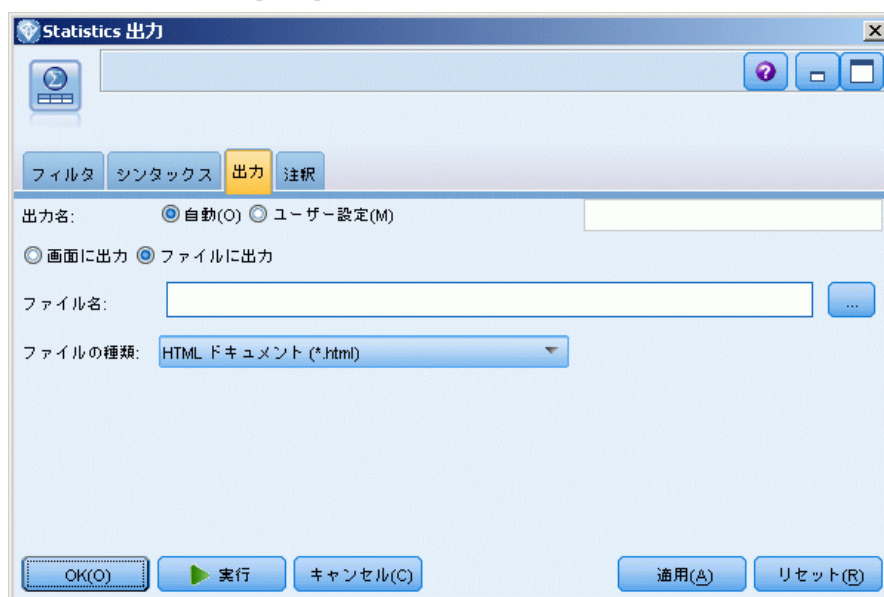 Statistics 出力
フィルタ シンタックス 出力 注釈
出力名: 自動(O) ユーザー設定(M)
画面に出力 ファイルに出力
ファイル名: ...
ファイルの種類: HTML ドキュメント (*.html)
OK(O) 実行 キャンセル(C) 適用(A) リセット(R)